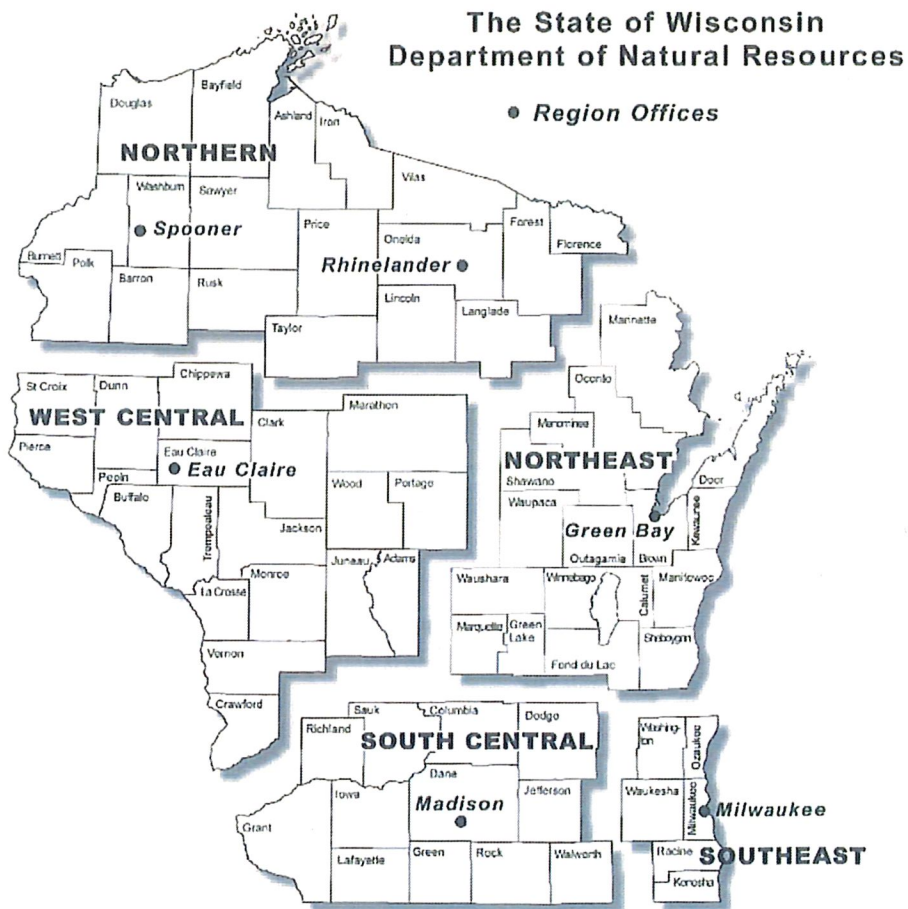 The State of Wisconsin
Department of Natural Resources
Region Offices
Bayfield
Douglas
Ashland
Iron
NORTHERN
Vilas
Washburn
Sawyer
Price
Forest
Spooner
Oneida
Florence
Burnett
Polk
Rhinelander
Barron
Rusk
Lincoln
Langlade
Taylor
Marinette
Chippewa
St Croix
Dunn
Oconto
Marathon
WEST CENTRAL
Clark
Menominee
Pierce
Eau Claire
Eau Claire
NORTHEAST
Pepin
Wood
Portage
Shawano
Door
Buffalo
Waupaca
Trempealeau
Kewaunee
Jackson
Green Bay
Juneau
Adams
Outagamie
Brown
Monroe
Waushara
Winnebago
Calumet
Manitowoc
La Crosse
Marquette
Green
Lake
Sheboygan
Vernon
Fond du Lac
Crawford
Sauk
Columbia
Dodge
Richland
Washing-
ton
Ozaukee
SOUTH CENTRAL
Dane
Iowa
Jefferson
Waukesha
Madison
Milwaukee
Milwaukee
Grant
Lafayette
Green
Rock
Walworth
Racine
SOUTHEAST
Kenosha